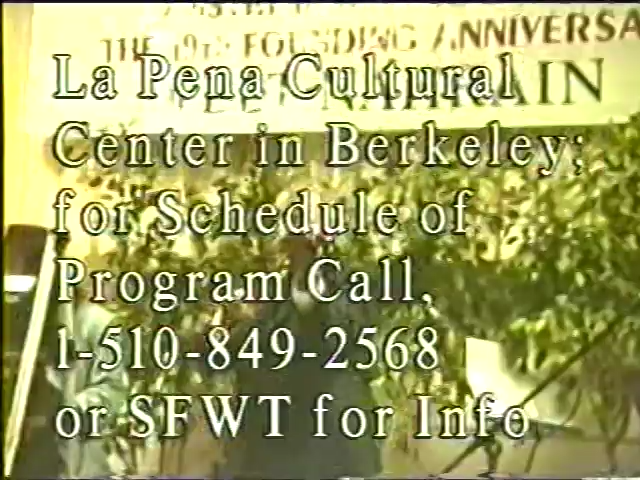 THE 19 FOUNDING ANNIVERSA
La Pena Cultural
Center in Berkeley;
for Schedule of
Program Call,
1-510-849-2568
or SFWT for Info